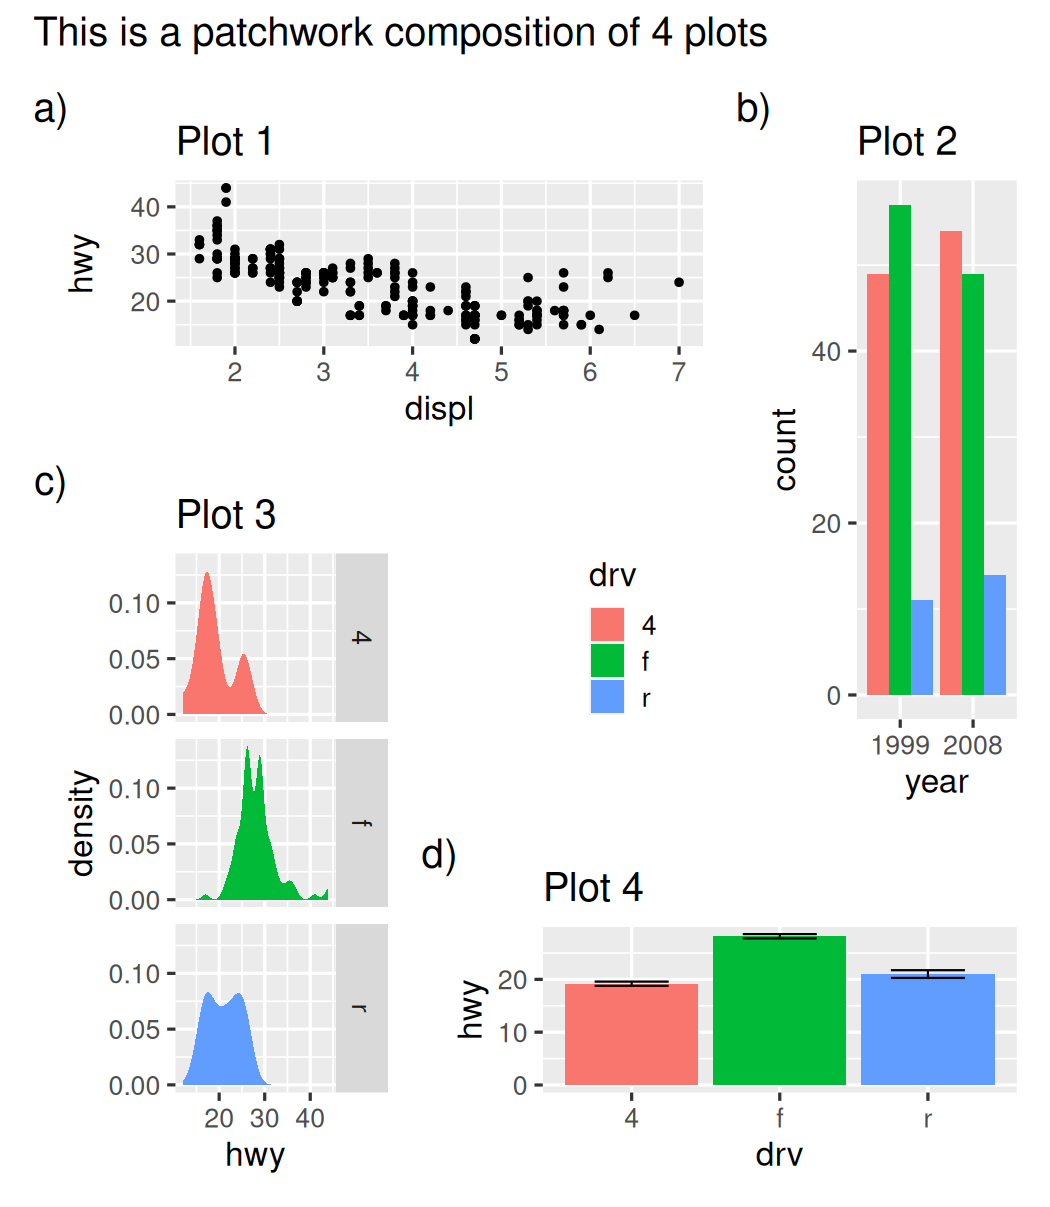 This is a patchwork composition of 4 plots
a)
Plot 1
hwy
40
30
20
2 3 4 5 6 7
displ
b)
Plot 2
count
40
20
0
1999 2008
year
c)
Plot 3
density
0.10
0.05
0.00
4
0.10
0.05
0.00
f
0.10
0.05
0.00
r
20 30 40
hwy
drv
4
f
r
d)
Plot 4
hwy
20
10
0
4 f r
drv